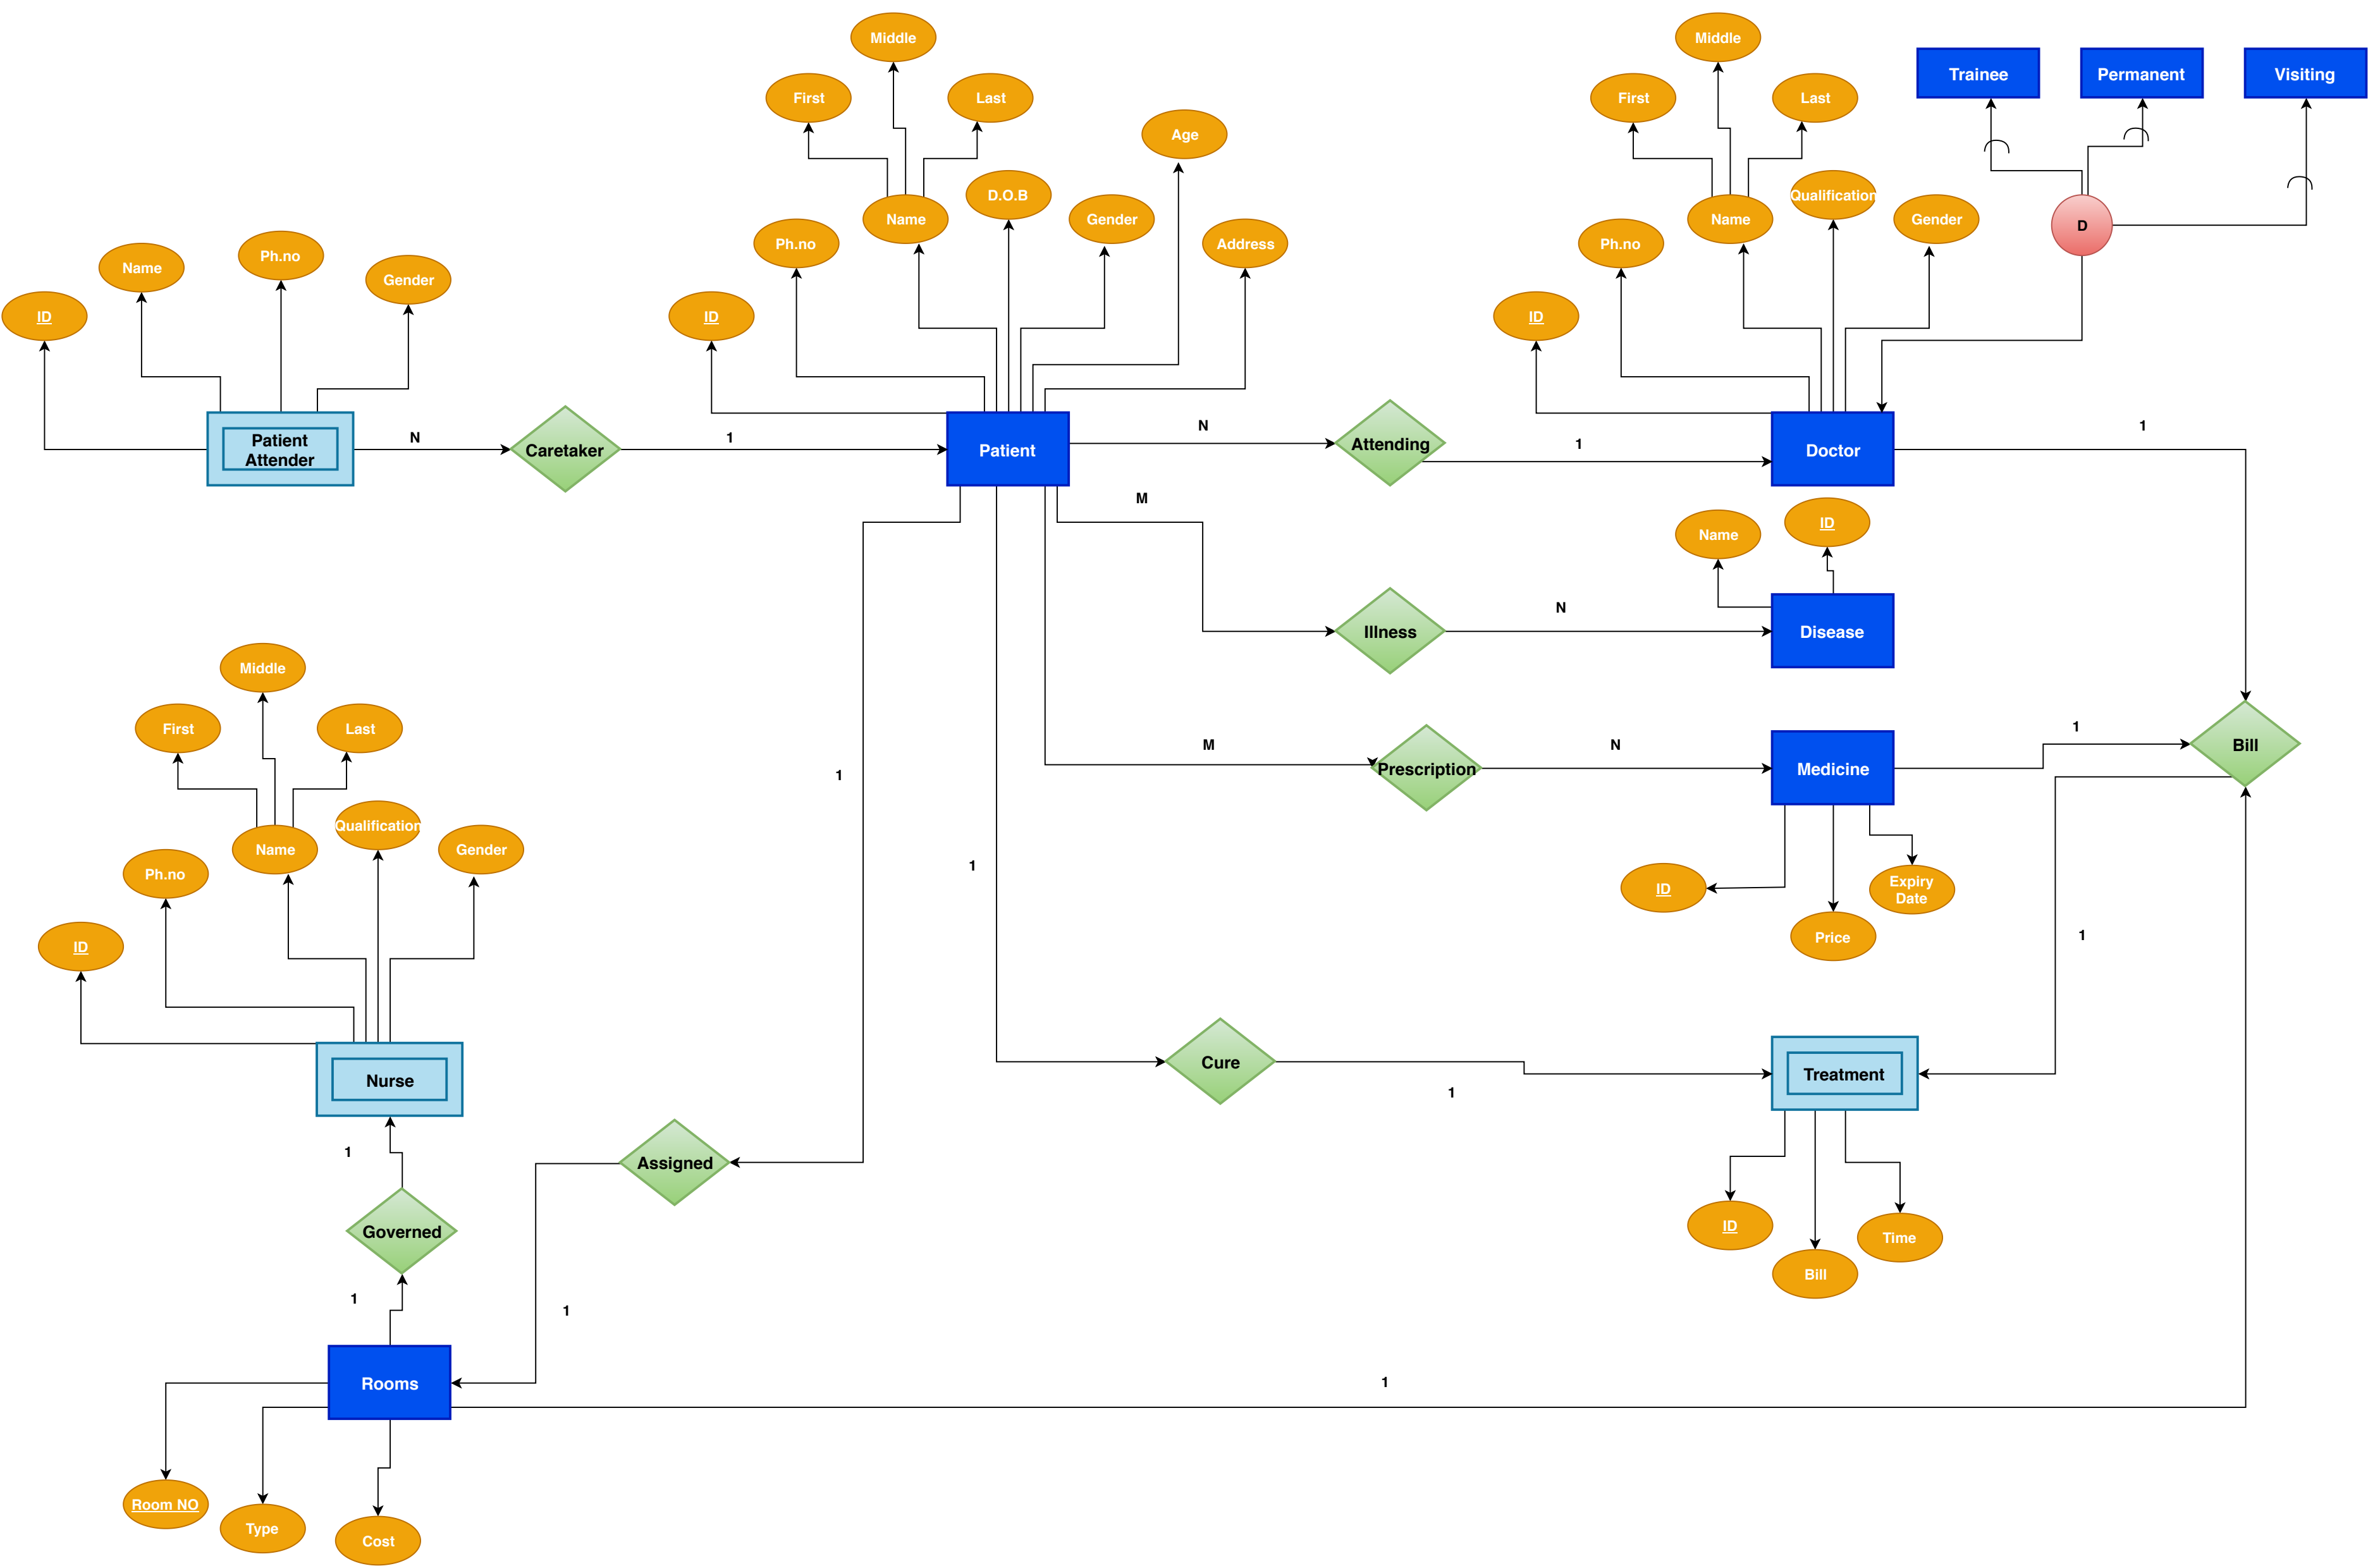 Middle
Middle
First
Last
First
Last
Trainee
Permanent
Visiting
Age
D.O.B
Qualification
Name
Gender
Name
Gender
D
Ph.no
Address
Ph.no
Name
Ph.no
Gender
ID
ID
ID
Patient
Attender
N
Caretaker
1
Patient
N
Attending
1
Doctor
1
M
Name
ID
Illness
N
Disease
Middle
First
Last
M
Prescription
N
Medicine
1
Bill
1
Qualification
Name
Gender
Ph.no
1
ID
Expiry
Date
Price
1
ID
Nurse
Cure
1
Treatment
1
Assigned
Governed
ID
Time
Bill
1
1
Rooms
1
Room NO
Type
Cost